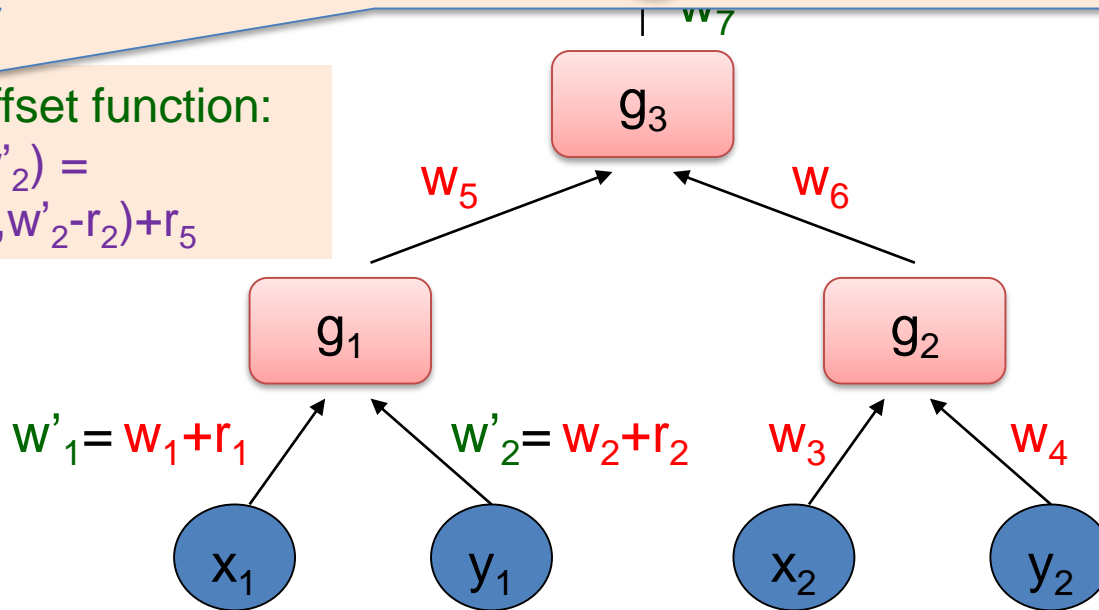 w₇
ffset function:
’₂) =
,w’₂-r₂)+r₅
g₃
w₅ w₆
g₁ g₂
w’₁= w₁+r₁ w’₂= w₂+r₂ w₃ w₄
x₁ y₁ x₂ y₂